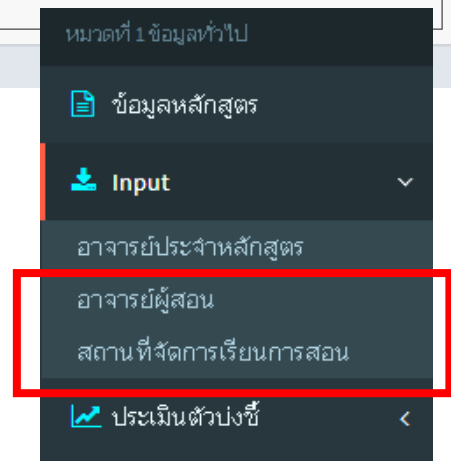 หมวดที่ 1 ข้อมูลทั่วไป
ข้อมูลหลักสูตร
Input
อาจารย์ประจำหลักสูตร
อาจารย์ผู้สอน
สถานที่จัดการเรียนการสอน
ประเมินตัวบ่งชี้